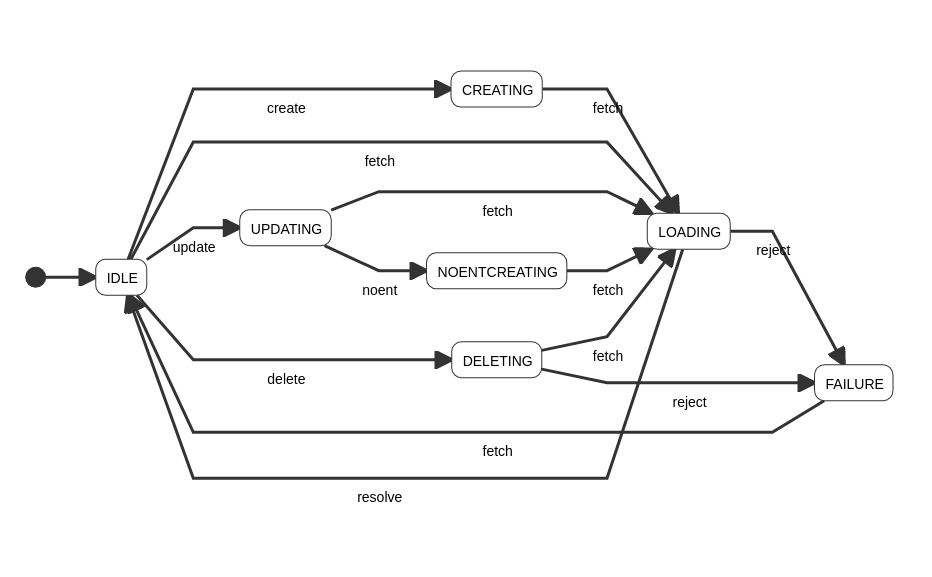 CREATING
create
fetch
fetch
fetch
UPDATING
LOADING
update
reject
IDLE
NOENTCREATING
noent
fetch
fetch
DELETING
delete
reject
FAILURE
fetch
resolve